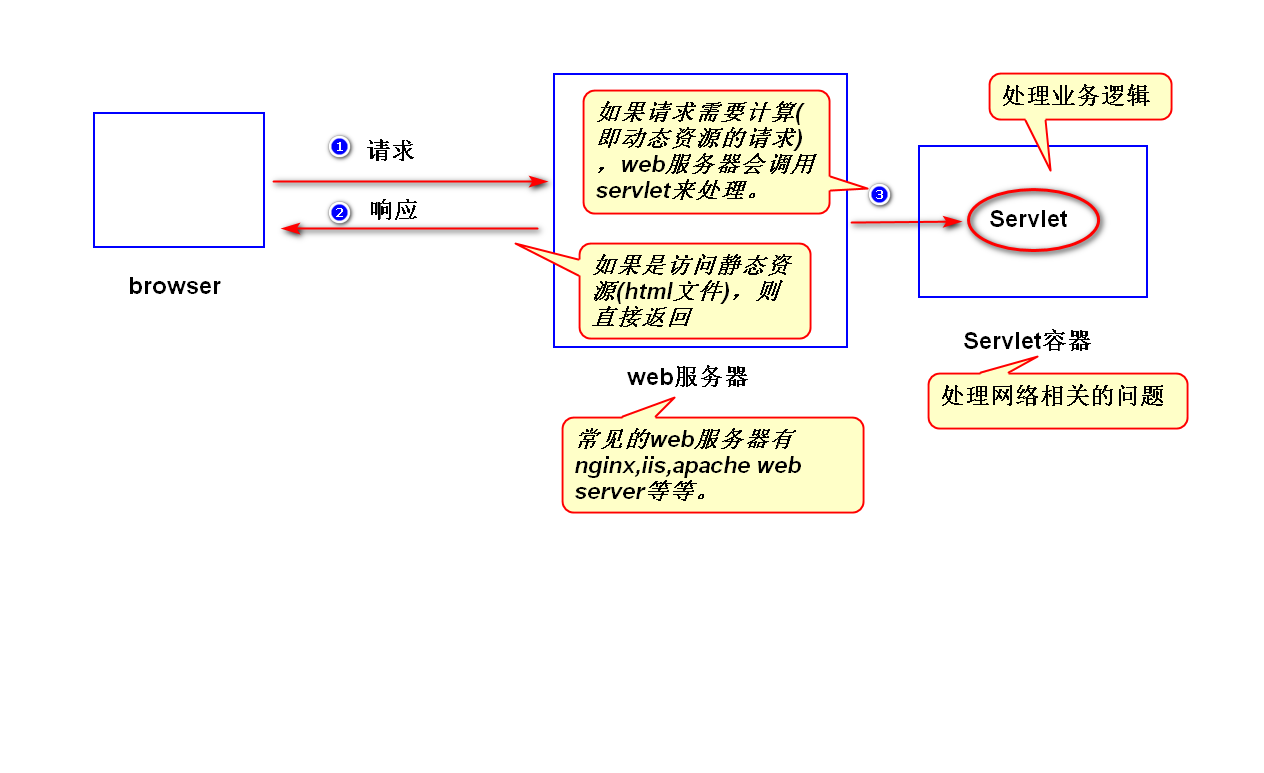 处理业务逻辑
如果请求需要计算(
即动态资源的请求)
，web服务器会调用
servlet来处理。
1 请求
3
2 响应
Servlet
如果是访问静态资
源(html文件)，则
直接返回
browser
Servlet容器
web服务器
处理网络相关的问题
常见的web服务器有
nginx,iis,apache web
server等等。